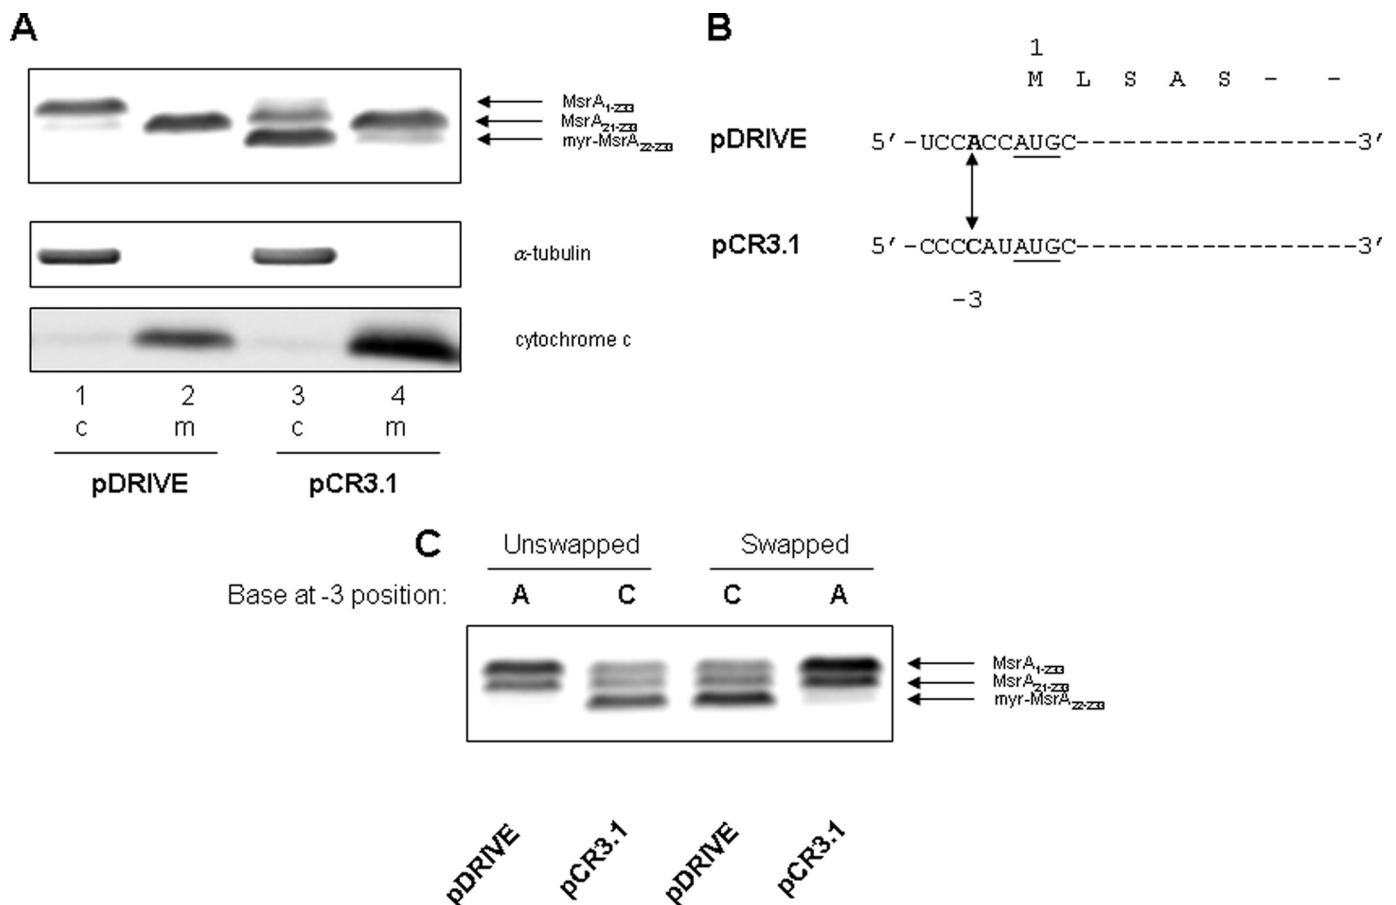 A
MsrA1-233
MsrA21-233
myr-MsrA22-233
α-tubulin
cytochrome c
1 2 3 4
c m c m
pDRIVE pCR3.1
B
1
M L S A S - -
pDRIVE 5’-UCCACCAUGC------------------3’
pCR3.1 5’-CCCCAUAUGC------------------3’
-3
C
Unswapped Swapped
Base at -3 position: A C C A
MsrA1-233
MsrA21-233
myr-MsrA22-233
pDRIVE pCR3.1 pDRIVE pCR3.1